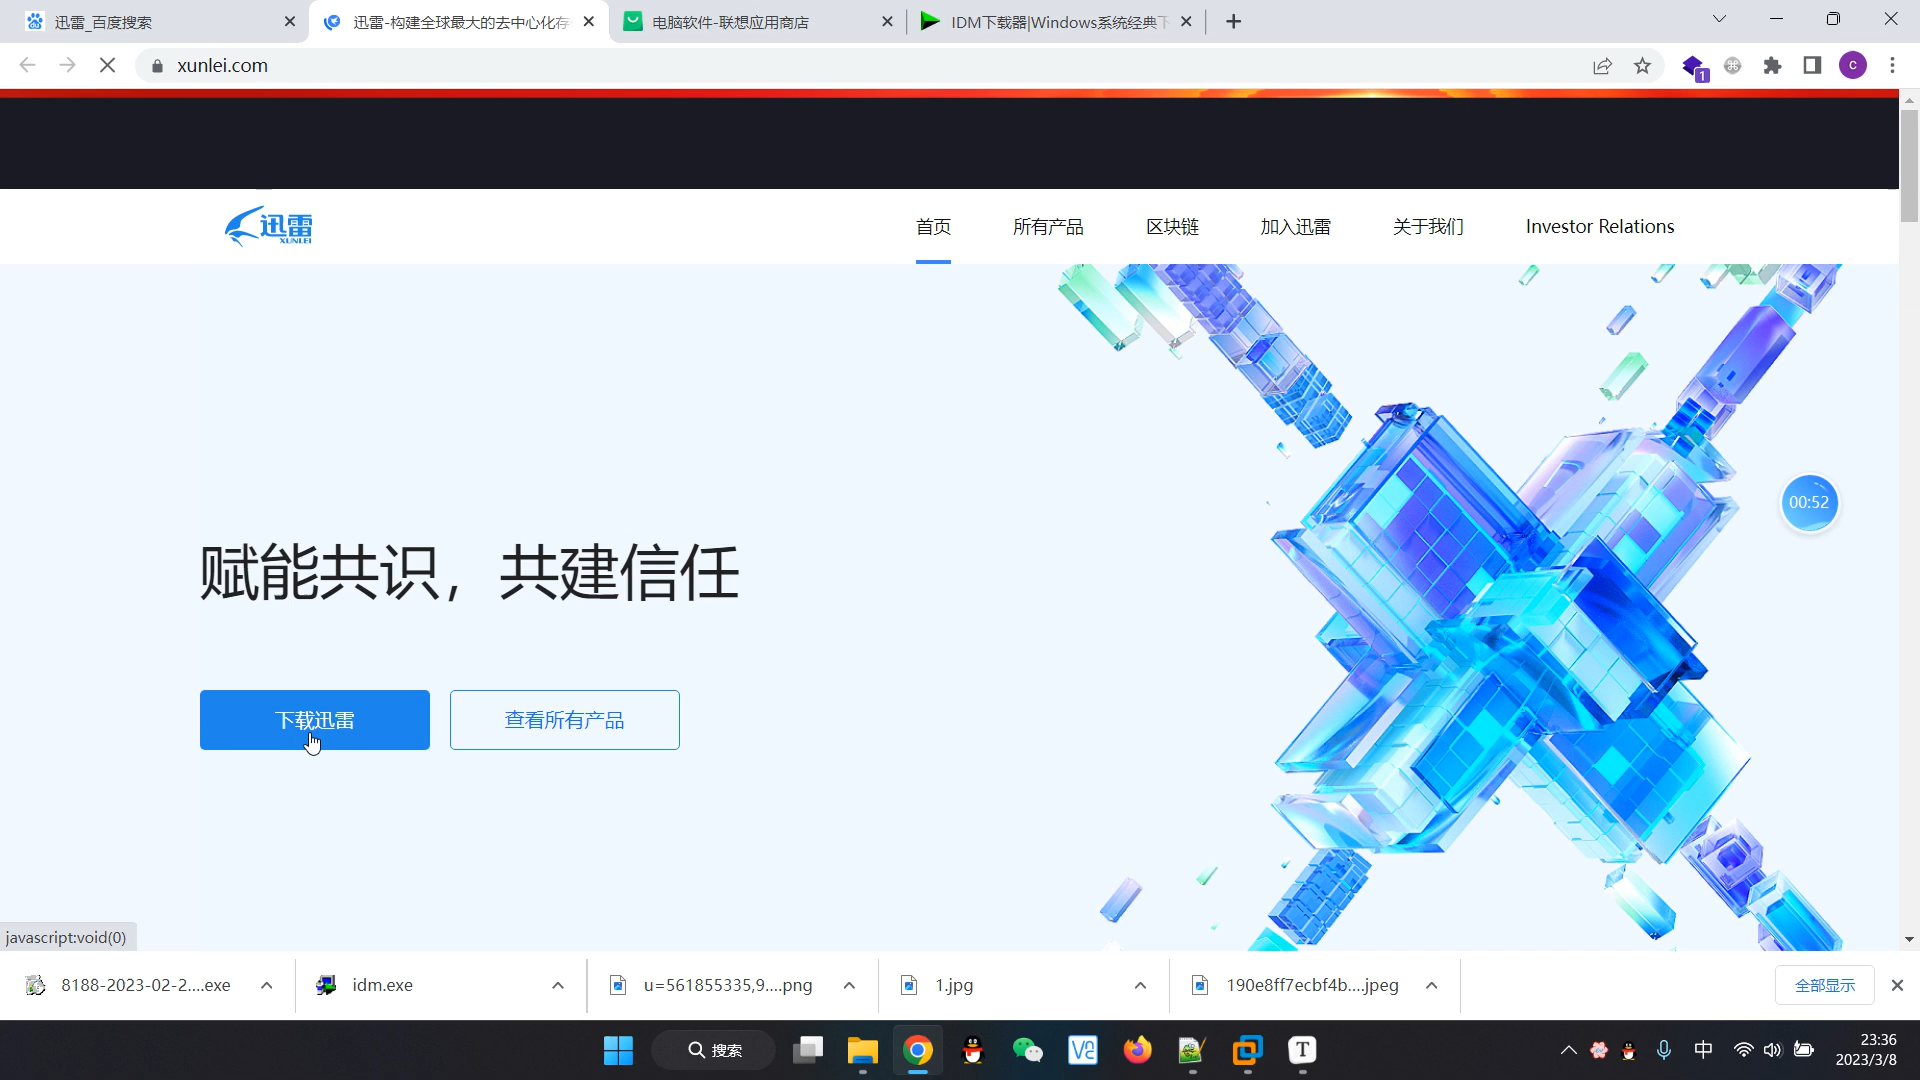 迅雷_百度搜索
迅雷-构建全球最大的去中心化存
电脑软件-联想应用商店
IDM下载器|Windows系统经典下
xunlei.com
1
c
迅雷
XUNLEI
首页
所有产品
区块链
加入迅雷
关于我们
Investor Relations
00:52
赋能共识，共建信任
下载迅雷
查看所有产品
javascript:void(0)
8188-2023-02-2....exe
idm.exe
u=561855335,9....png
1.jpg
190e8ff7ecbf4b....jpeg
全部显示
搜索
T
中
23:36
2023/3/8